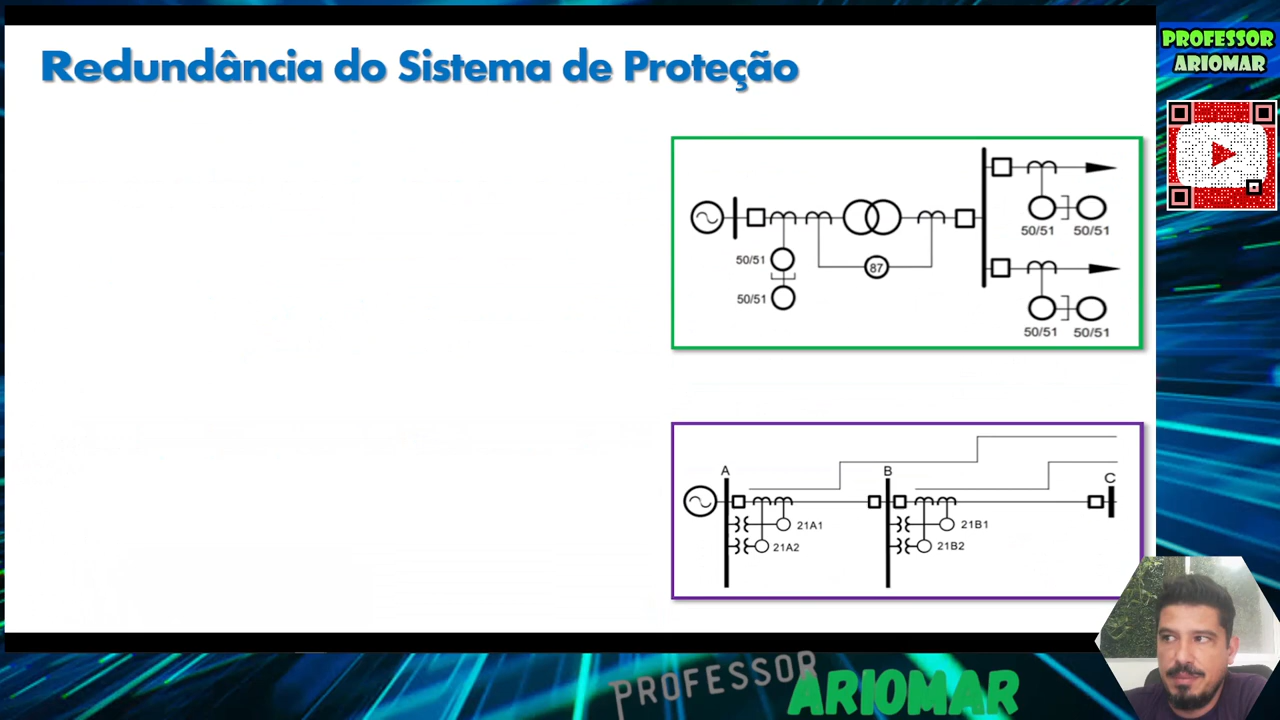 Redundância do Sistema de Proteção
PROFESSOR
ARIOMAR
50/51
50/51
87
50/51
50/51
50/51
50/51
A
B
C
21A1
21A2
21B1
21B2
PROFESSOR
ARIOMAR